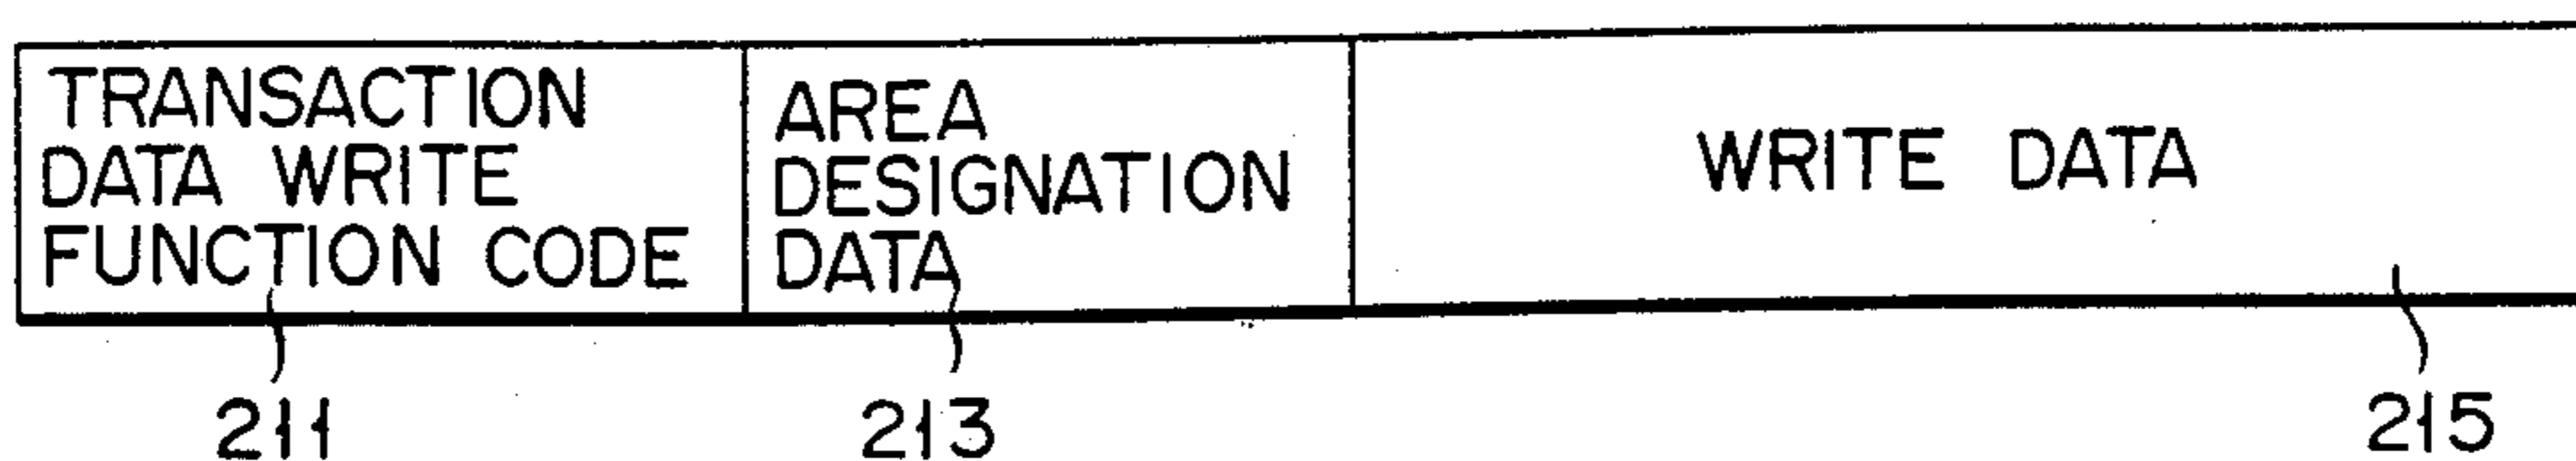 TRANSACTION
DATA WRITE
FUNCTION CODE
AREA
DESIGNATION
DATA
WRITE DATA
211
213
215